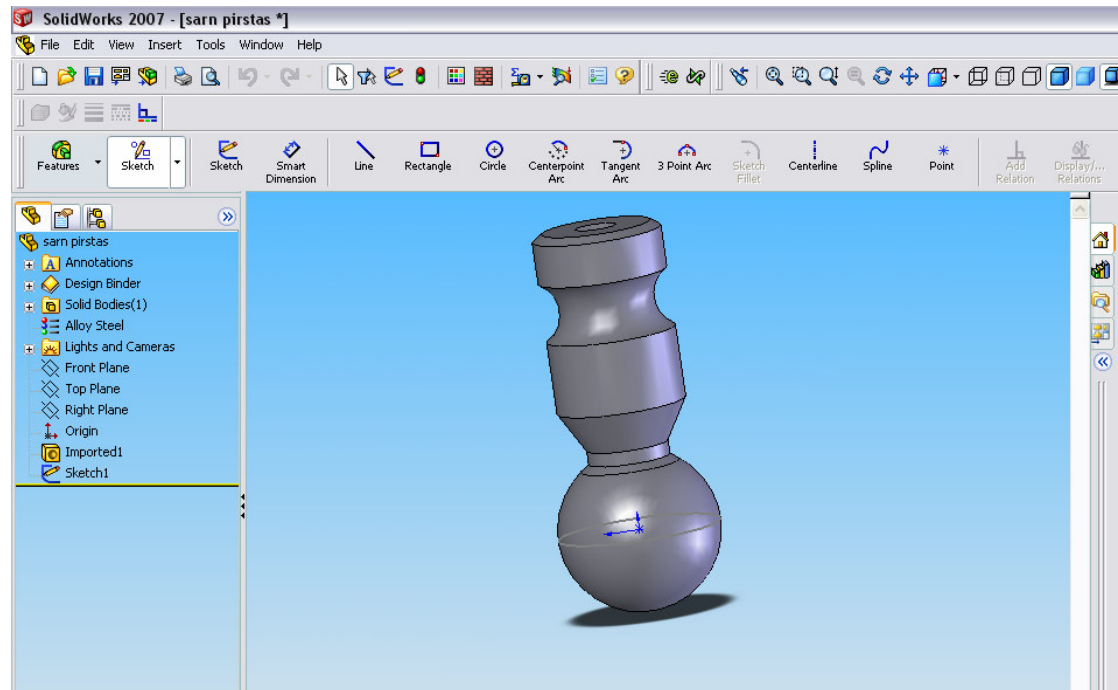 SolidWorks 2007 - [sarn pirstas *]
File Edit View Insert Tools Window Help
Features Sketch Sketch Smart Dimension Line Rectangle Circle Centerpoint Arc Tangent Arc 3 Point Arc Sketch Fillet Centerline Spline Point Add Relation Display/... Relations
sarn pirstas
A Annotations
Design Binder
Solid Bodies(1)
Alloy Steel
Lights and Cameras
Front Plane
Top Plane
Right Plane
Origin
Imported1
Sketch1